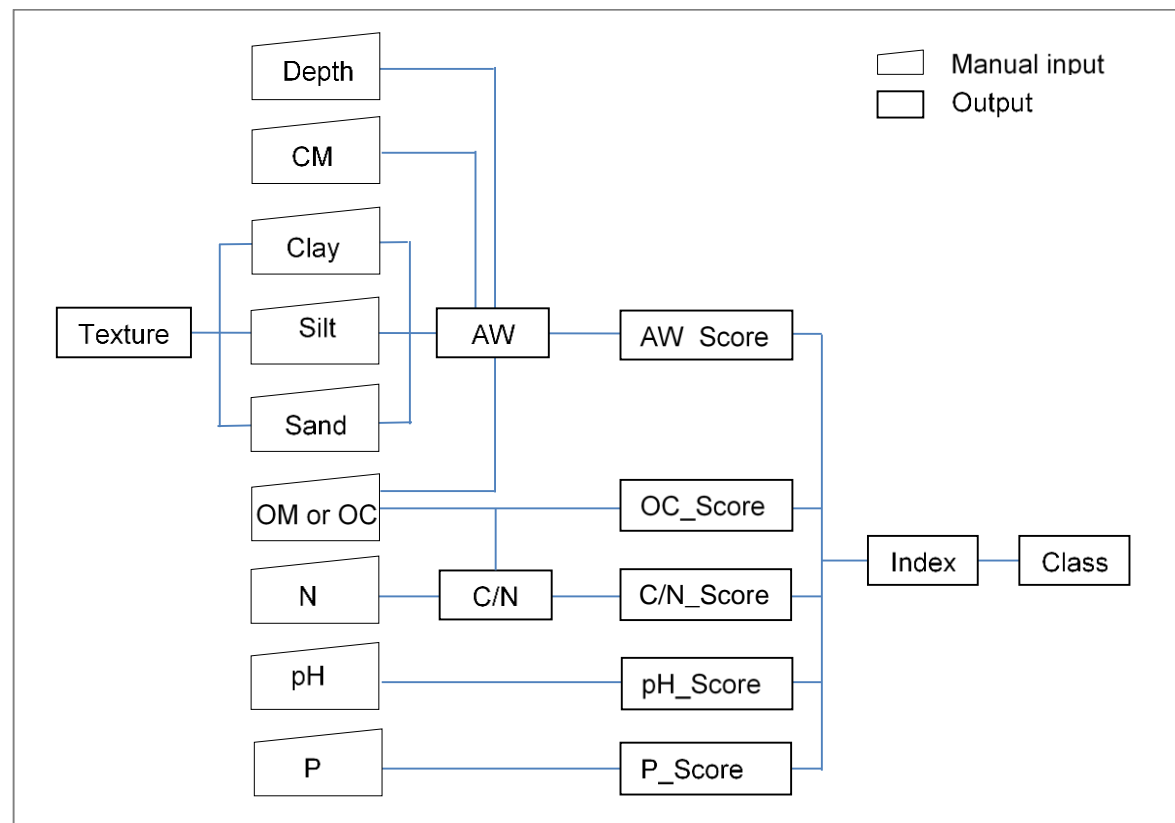 Depth
Manual input
Output
CM
Clay
Texture
Silt
AW
AW Score
Sand
OM or OC
OC_Score
N
C/N
C/N_Score
Index
Class
pH
pH_Score
P
P_Score